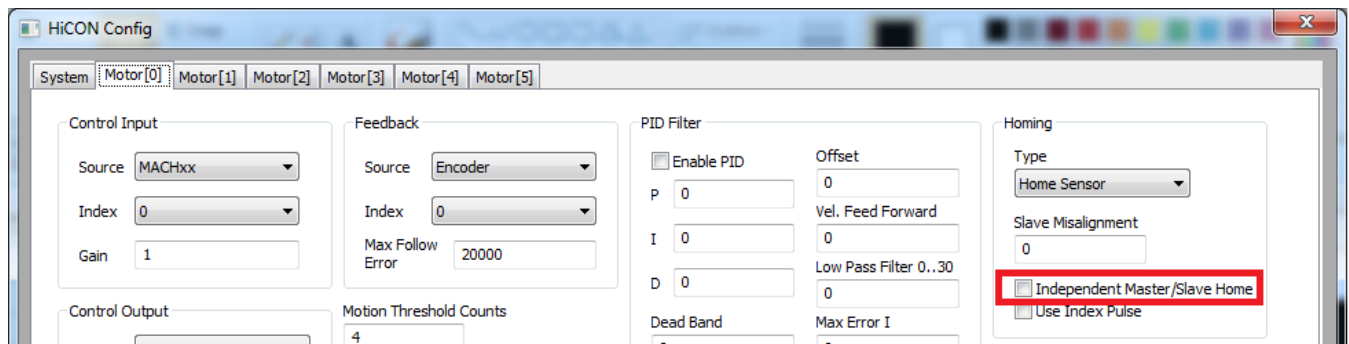 HiCON Config
System Motor[0] Motor[1] Motor[2] Motor[3] Motor[4] Motor[5]
Control Input
Source MACHxx
Index 0
Gain 1
Control Output
Feedback
Source Encoder
Index 0
Max Follow
Error 20000
Motion Threshold Counts
4
PID Filter
Enable PID
P 0
I 0
D 0
Dead Band
Offset
0
Vel. Feed Forward
0
Low Pass Filter 0..30
0
Max Error I
Homing
Type
Home Sensor
Slave Misalignment
0
Independent Master/Slave Home
Use Index Pulse